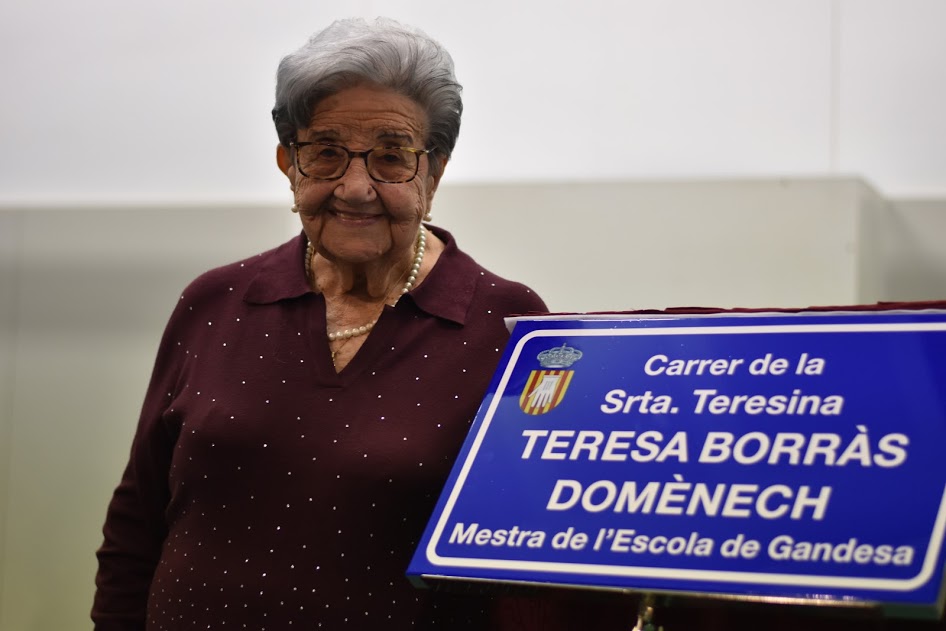 Carrer de la
Srta. Teresina
TERESA BORRÀS
DOMÈNECH
Mestra de l'Escola de Gandesa